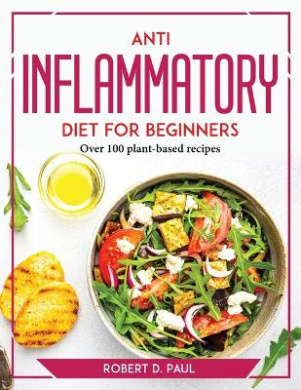 ANTI
INFLAMMATORY
DIET FOR BEGINNERS
Over 100 plant-based recipes
ROBERT D. PAUL